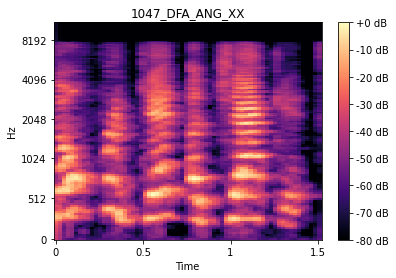 1047_DFA_ANG_XX
8192
4096
2048
1024
512
0
Hz
0
0.5
1
1.5
Time
+0 dB
-10 dB
-20 dB
-30 dB
-40 dB
-50 dB
-60 dB
-70 dB
-80 dB